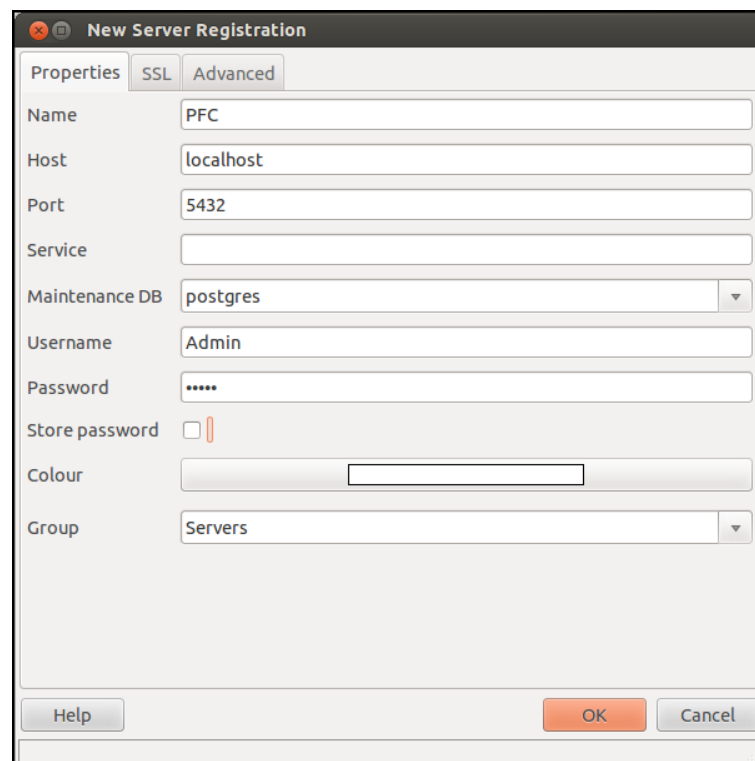 New Server Registration
Properties SSL Advanced
Name PFC
Host localhost
Port 5432
Service
Maintenance DB postgres
Username Admin
Password •••••
Store password
Colour
Group Servers
Help OK Cancel